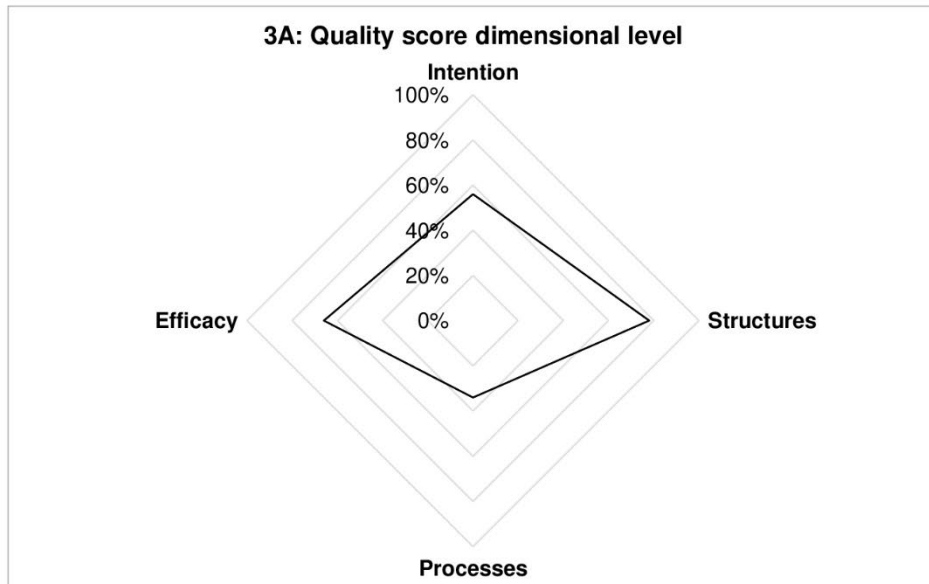 3A: Quality score dimensional level
Intention
100%
80%
60%
40%
20%
Efficacy 0% Structures
Processes